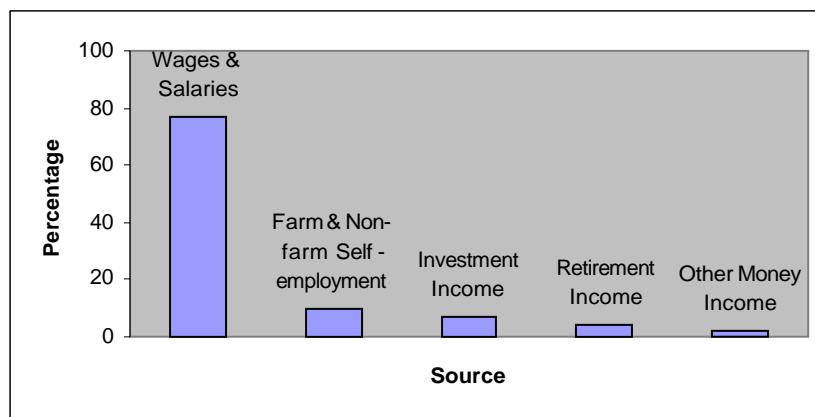 100
80
60
40
20
0
Percentage
Wages &
Salaries
Farm & Non-
farm Self -
employment
Investment
Income
Retirement
Income
Other Money
Income
Source